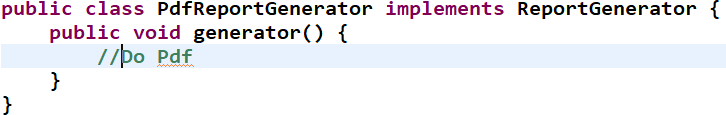 public class PdfReportGenerator implements ReportGenerator {
    public void generator() {
        //Do Pdf
    }
}